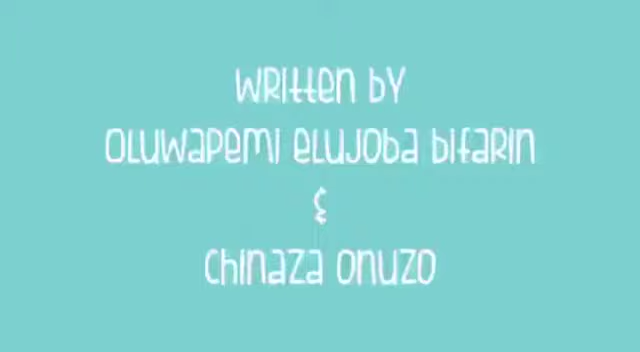 written by
oluwapemi elujoba bifarin
&
chinaza onuzo